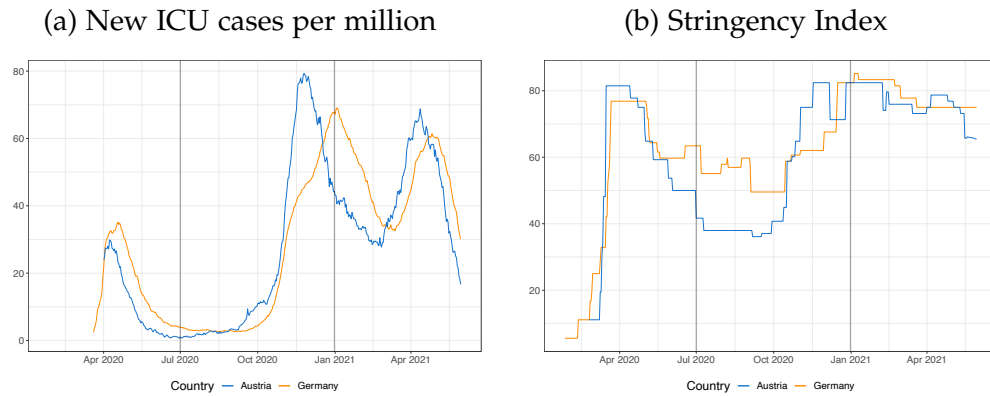 (a) New ICU cases per million
80
60
40
20
0
Apr 2020 Jul 2020 Oct 2020 Jan 2021 Apr 2021
Country Austria Germany
(b) Stringency Index
80
60
40
20
Apr 2020 Jul 2020 Oct 2020 Jan 2021 Apr 2021
Country Austria Germany